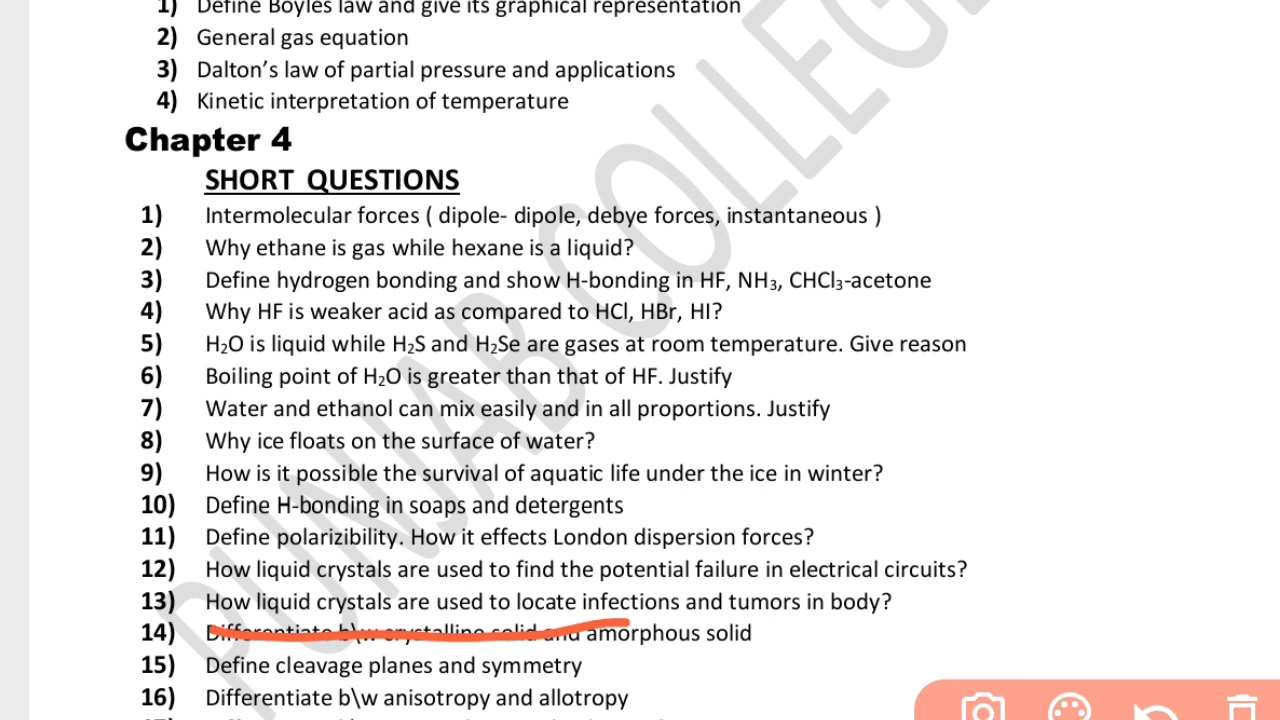 1) Define Boyles law and give its graphical representation
2) General gas equation
3) Dalton’s law of partial pressure and applications
4) Kinetic interpretation of temperature
Chapter 4
SHORT QUESTIONS
1) Intermolecular forces ( dipole- dipole, debye forces, instantaneous )
2) Why ethane is gas while hexane is a liquid?
3) Define hydrogen bonding and show H-bonding in HF, NH₃, CHCl₃-acetone
4) Why HF is weaker acid as compared to HCl, HBr, HI?
5) H₂O is liquid while H₂S and H₂Se are gases at room temperature. Give reason
6) Boiling point of H₂O is greater than that of HF. Justify
7) Water and ethanol can mix easily and in all proportions. Justify
8) Why ice floats on the surface of water?
9) How is it possible the survival of aquatic life under the ice in winter?
10) Define H-bonding in soaps and detergents
11) Define polarizibility. How it effects London dispersion forces?
12) How liquid crystals are used to find the potential failure in electrical circuits?
13) How liquid crystals are used to locate infections and tumors in body?
14) Differentiate b\w crystalline solid and amorphous solid
15) Define cleavage planes and symmetry
16) Differentiate b\w anisotropy and allotropy
PUNJAB COLLEG